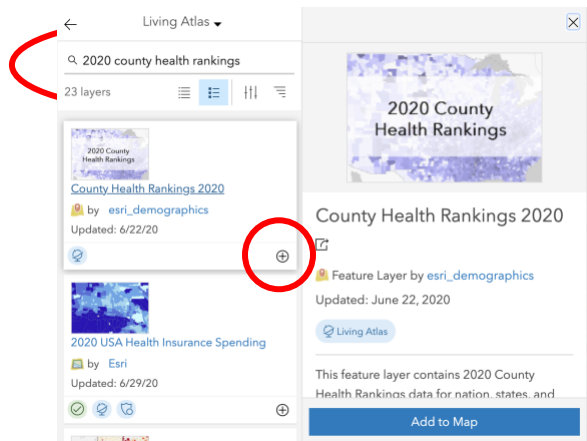 Living Atlas
2020 county health rankings
23 layers
2020 County
Health Rankings
County Health Rankings 2020
by esri_demographics
Updated: 6/22/20
2020 USA Health Insurance Spending
by Esri
Updated: 6/29/20
2020 County
Health Rankings
County Health Rankings 2020
Feature Layer by esri_demographics
Updated: June 22, 2020
Living Atlas
This feature layer contains 2020 County
Health Rankings data for nation, states, and
Add to Map